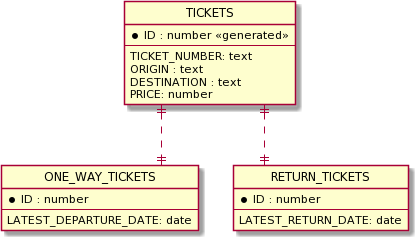 TICKETS
ID : number «generated»
TICKET_NUMBER: text
ORIGIN : text
DESTINATION : text
PRICE: number
ONE_WAY_TICKETS
ID : number
LATEST_DEPARTURE_DATE: date
RETURN_TICKETS
ID : number
LATEST_RETURN_DATE: date